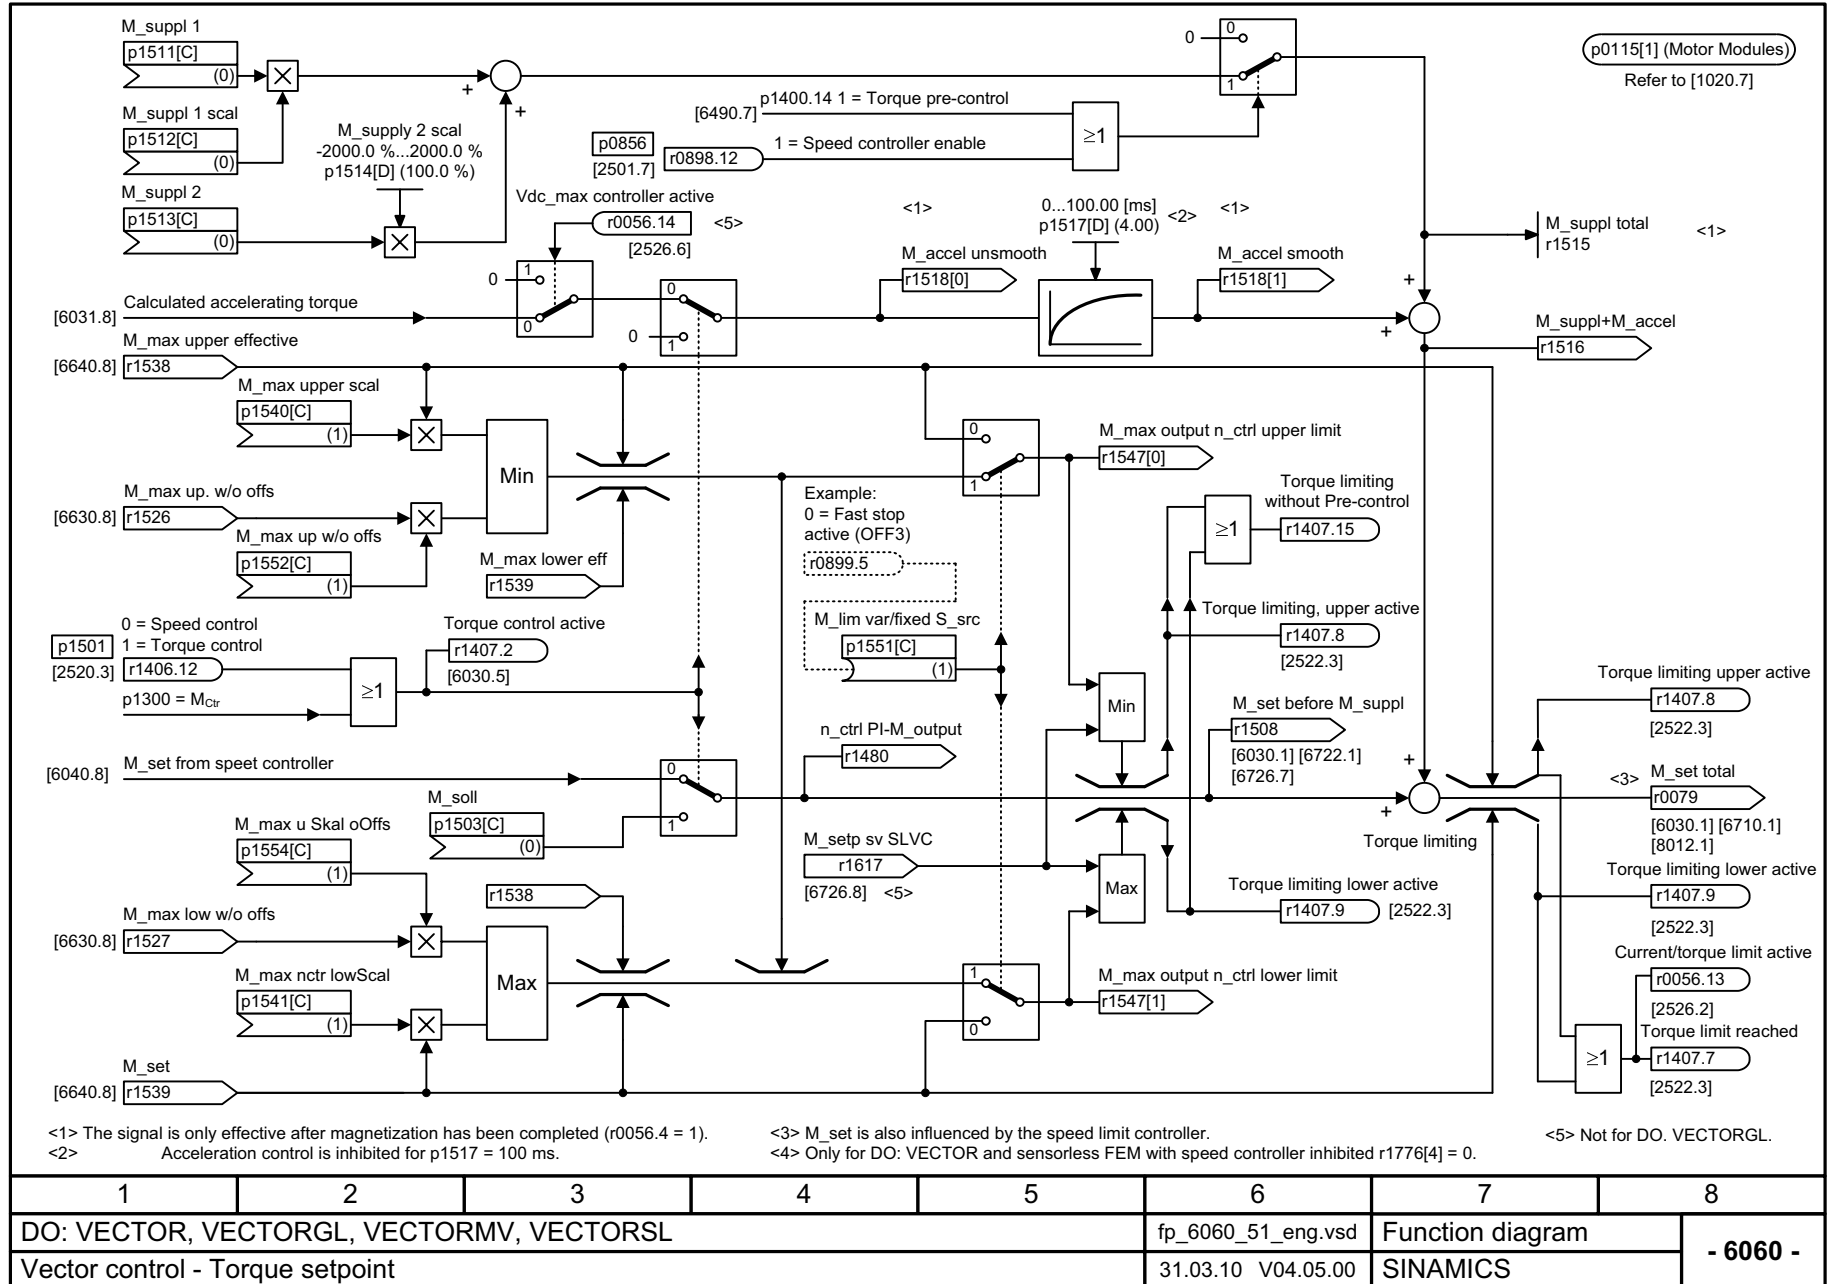 M_suppl 1
p1511[C]
(0)
M_suppl 1 scal
p1512[C]
(0)
M_suppl 2
p1513[C]
(0)
M_supply 2 scal
-2000.0 %...2000.0 %
p1514[D] (100.0 %)
+
+
0
0
1
p1400.14 1 = Torque pre-control
[6490.7]
≥1
p0856
[2501.7]
r0898.12
1 = Speed controller enable
p0115[1] (Motor Modules)
Refer to [1020.7]
Vdc_max controller active
r0056.14
<5>
[2526.6]
<1>
0...100.00 [ms]
p1517[D] (4.00)
<2>
<1>
M_suppl total
r1515
<1>
M_accel unsmooth
r1518[0]
M_accel smooth
r1518[1]
0
1
0
0
0
1
+
+
[6031.8]
Calculated accelerating torque
M_suppl+M_accel
r1516
M_max upper effective
[6640.8]
r1538
M_max upper scal
p1540[C]
(1)
Min
M_max up. w/o offs
[6630.8]
r1526
M_max up w/o offs
p1552[C]
(1)
M_max lower eff
r1539
0
1
M_max output n_ctrl upper limit
r1547[0]
Example:
0 = Fast stop
active (OFF3)
r0899.5
Torque limiting
without Pre-control
≥1
r1407.15
Torque limiting, upper active
r1407.8
[2522.3]
0 = Speed control
1 = Torque control
p1501
[2520.3]
r1406.12
p1300 = MCtr
≥1
Torque control active
r1407.2
[6030.5]
M_lim var/fixed S_src
p1551[C]
(1)
Min
M_set before M_suppl
r1508
[6030.1] [6722.1]
[6726.7]
Torque limiting upper active
r1407.8
[2522.3]
n_ctrl PI-M_output
r1480
[6040.8]
M_set from speet controller
0
1
M_soll
p1503[C]
(0)
+
+
<3>
M_set total
r0079
[6030.1] [6710.1]
[8012.1]
Torque limiting
M_max u Skal oOffs
p1554[C]
(1)
M_setp sv SLVC
r1617
[6726.8]
<5>
Max
Torque limiting lower active
r1407.9
[2522.3]
Torque limiting lower active
r1407.9
[2522.3]
r1538
M_max low w/o offs
[6630.8]
r1527
Max
M_max nctr lowScal
p1541[C]
(1)
1
0
M_max output n_ctrl lower limit
r1547[1]
Current/torque limit active
r0056.13
[2526.2]
Torque limit reached
≥1
r1407.7
[2522.3]
M_set
[6640.8]
r1539
<1> The signal is only effective after magnetization has been completed (r0056.4 = 1).
<2> Acceleration control is inhibited for p1517 = 100 ms.
<3> M_set is also influenced by the speed limit controller.
<4> Only for DO: VECTOR and sensorless FEM with speed controller inhibited r1776[4] = 0.
<5> Not for DO. VECTORGL.
1 2 3 4 5 6 7 8
DO: VECTOR, VECTORGL, VECTORMV, VECTORSL
fp_6060_51_eng.vsd
Function diagram
- 6060 -
Vector control - Torque setpoint
31.03.10 V04.05.00
SINAMICS